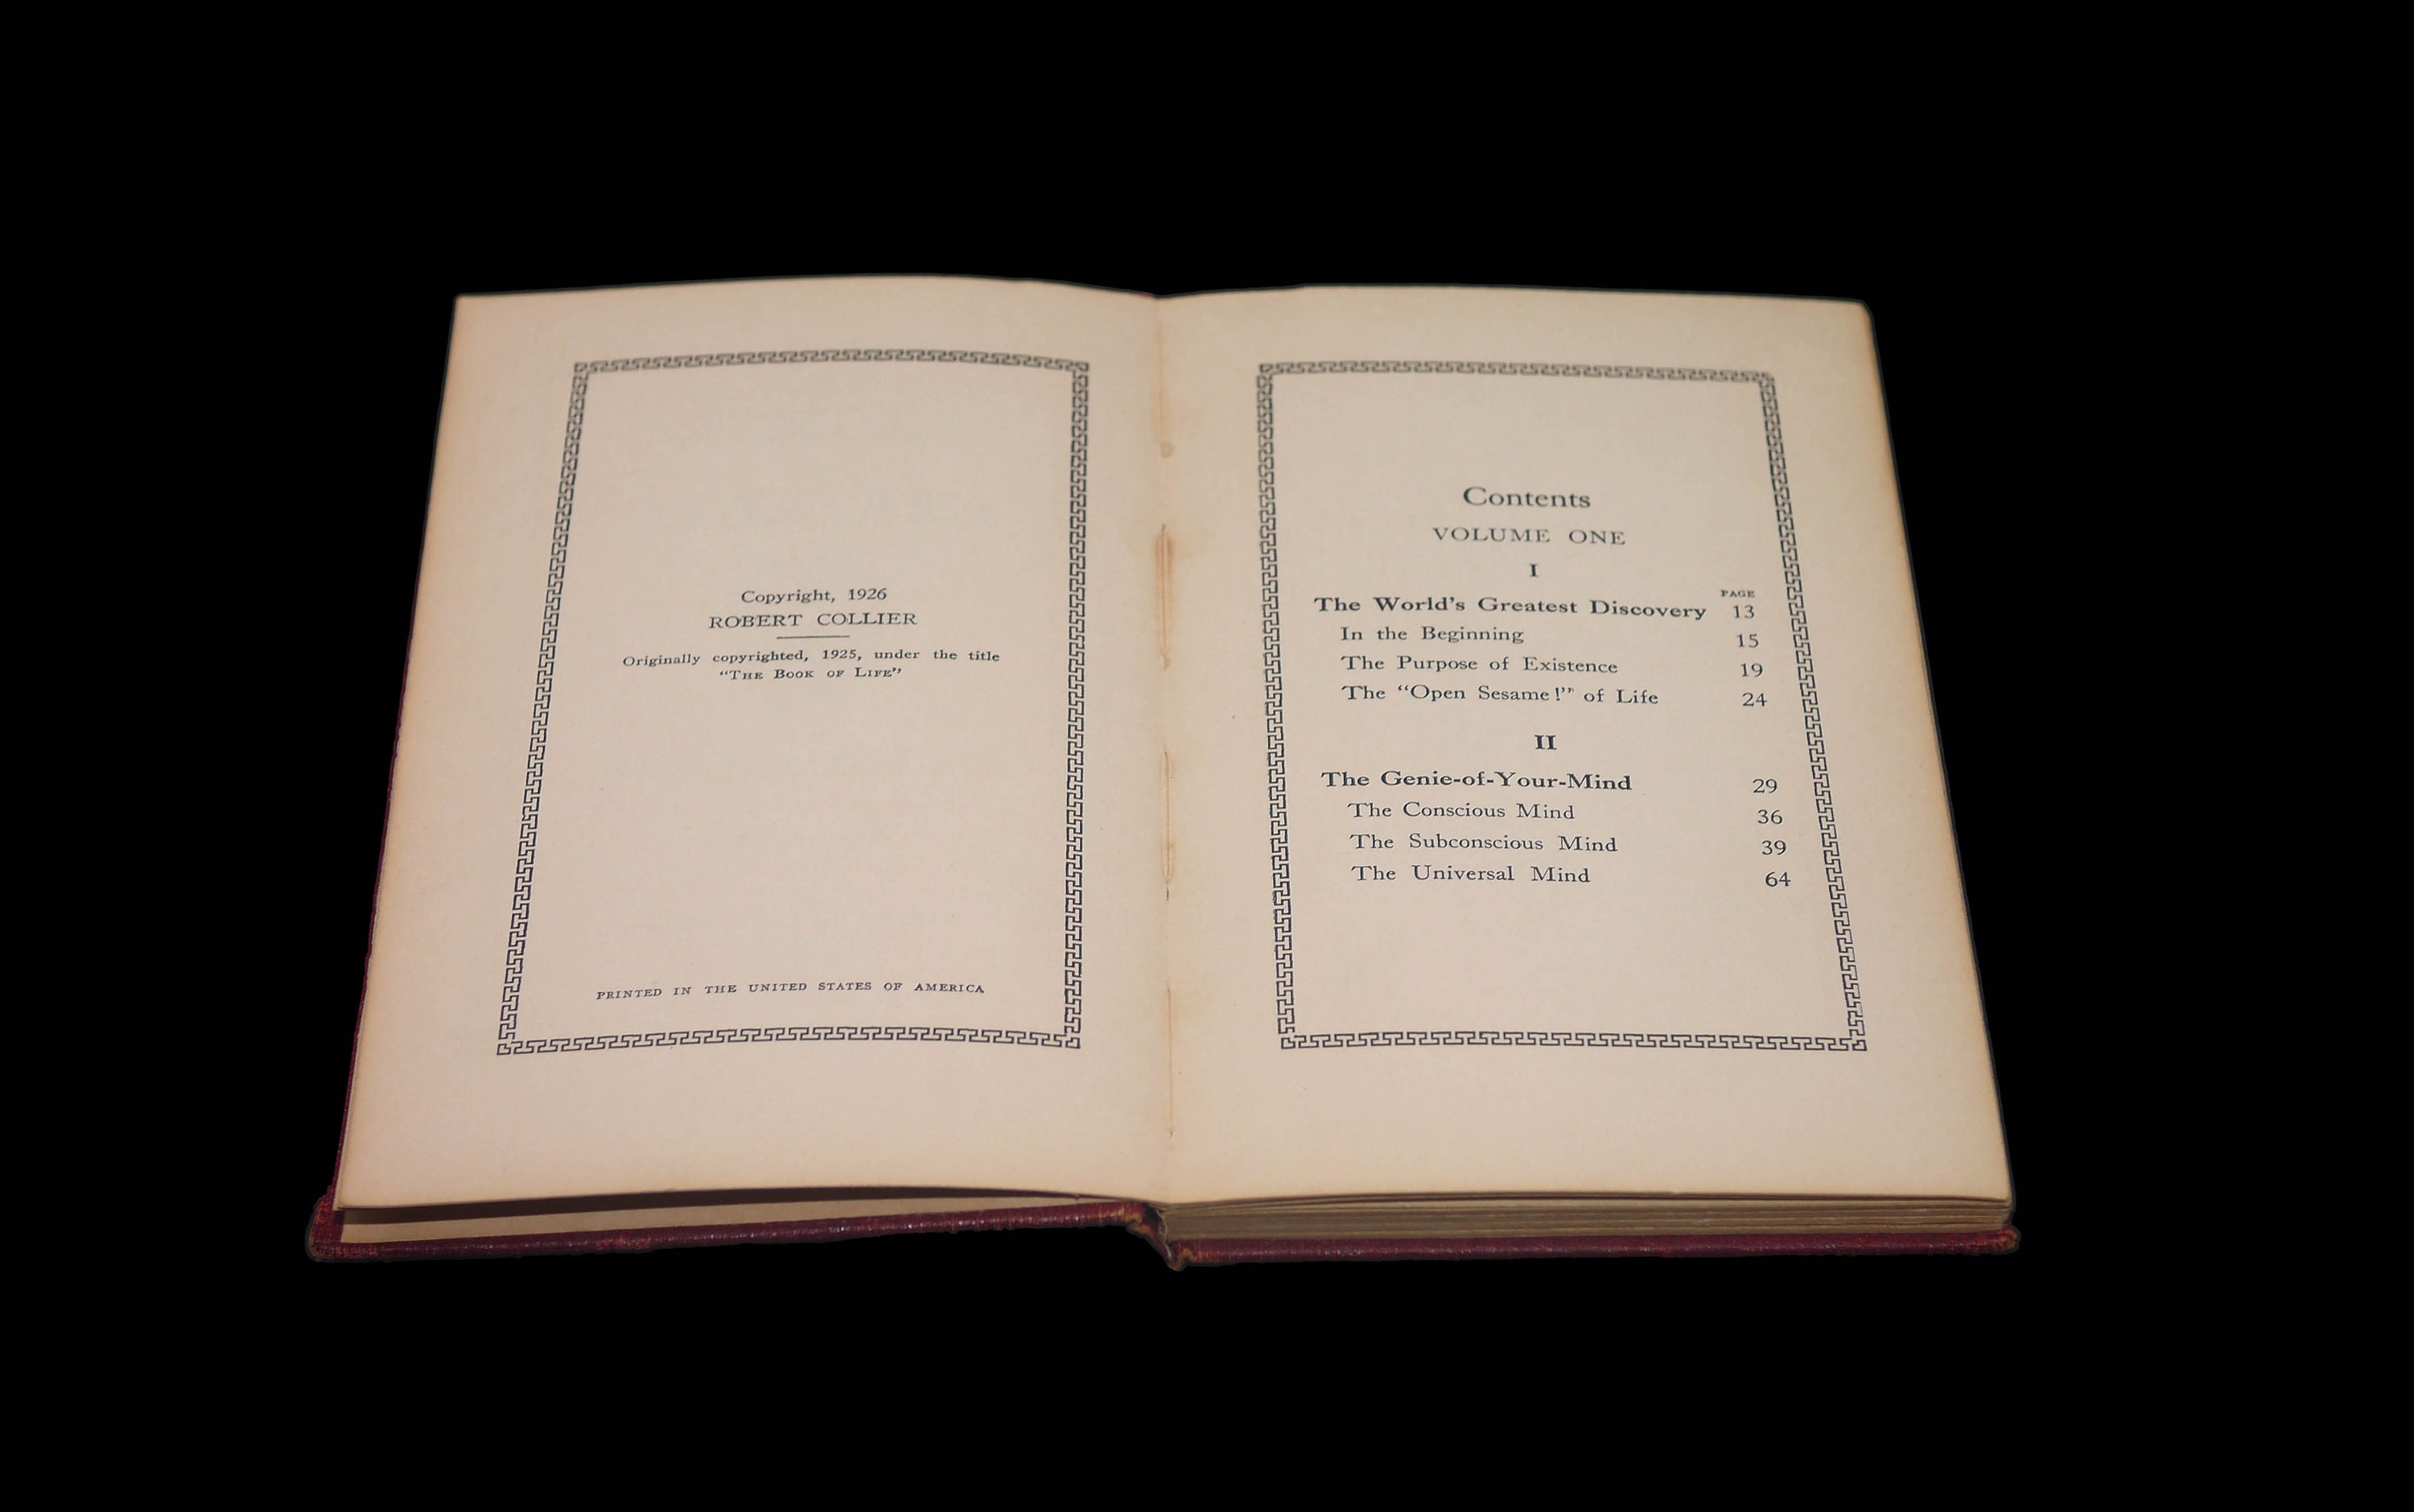 Copyright, 1926
ROBERT COLLIER
Originally copyrighted, 1925, under the title
"THE BOOK OF LIFE"
PRINTED IN THE UNITED STATES OF AMERICA
Contents
VOLUME ONE
I
PAGE
The World's Greatest Discovery 13
In the Beginning 15
The Purpose of Existence 19
The "Open Sesame!" of Life 24
II
The Genie-of-Your-Mind 29
The Conscious Mind 36
The Subconscious Mind 39
The Universal Mind 64